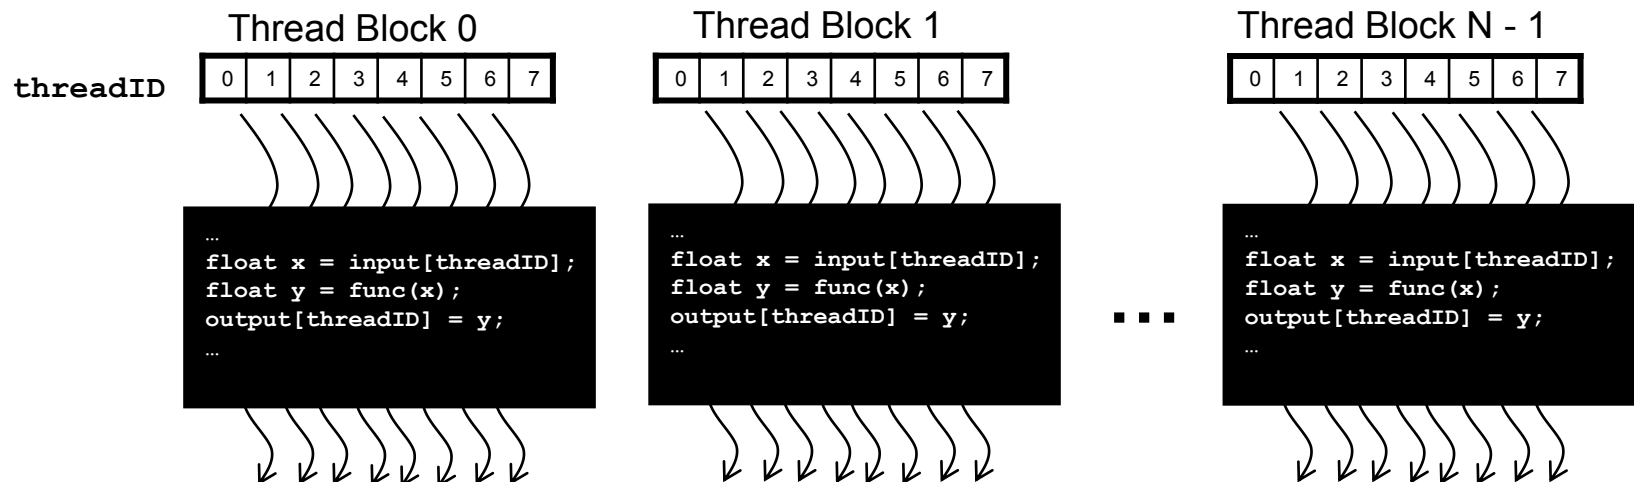 Thread Block 0
Thread Block 1
Thread Block N - 1
threadID
0 1 2 3 4 5 6 7
0 1 2 3 4 5 6 7
0 1 2 3 4 5 6 7
…
float x = input[threadID];
float y = func(x);
output[threadID] = y;
…
…
float x = input[threadID];
float y = func(x);
output[threadID] = y;
…
...
…
float x = input[threadID];
float y = func(x);
output[threadID] = y;
…